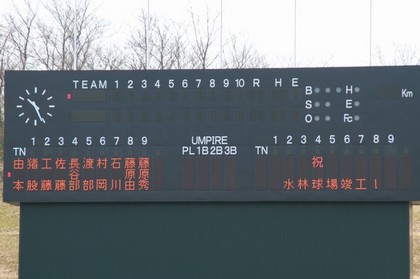 TEAM 1 2 3 4 5 6 7 8 9 10 R H E
B H Km
S E
O Fc
1 2 3 4 5 6 7 8 9 UMPIRE 1 2 3 4 5 6 7 8 9
TN PL 1B 2B 3B TN
由猪工佐長渡村石藤藤 祝
谷 原原
本股藤藤部部岡川由秀 水林球場竣工!